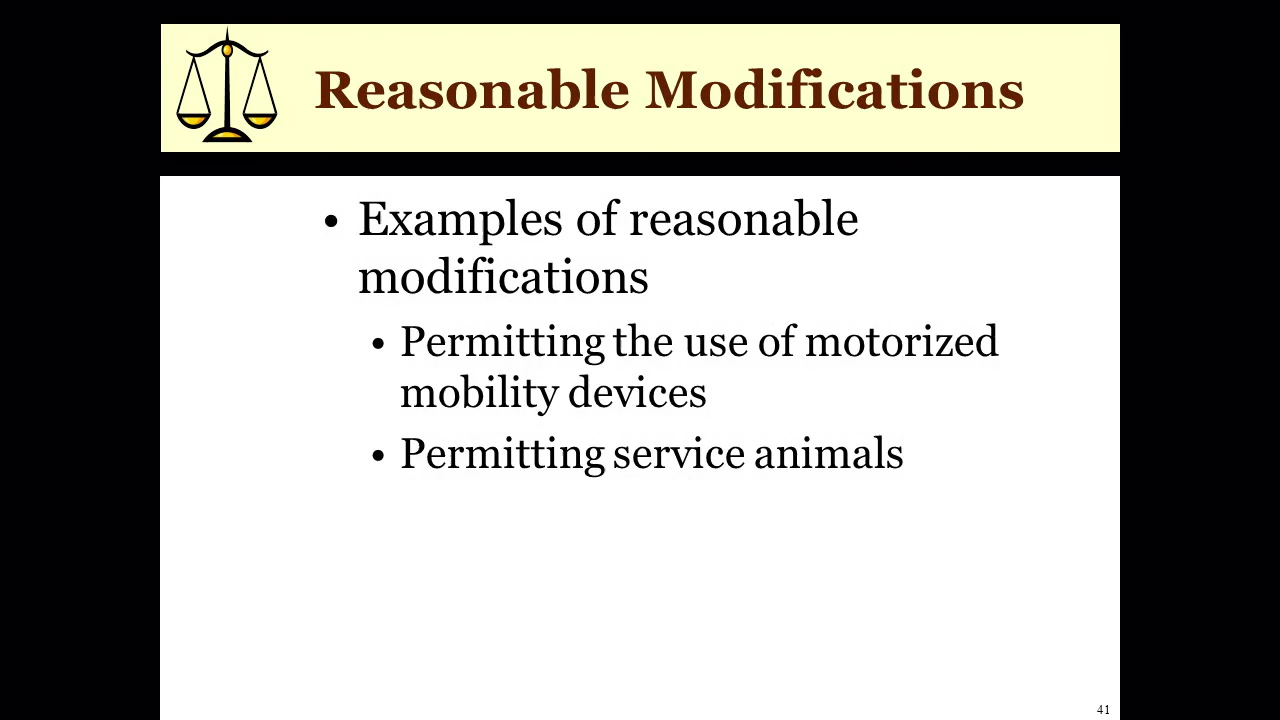 Reasonable Modifications
• Examples of reasonable
modifications
• Permitting the use of motorized
mobility devices
• Permitting service animals
41